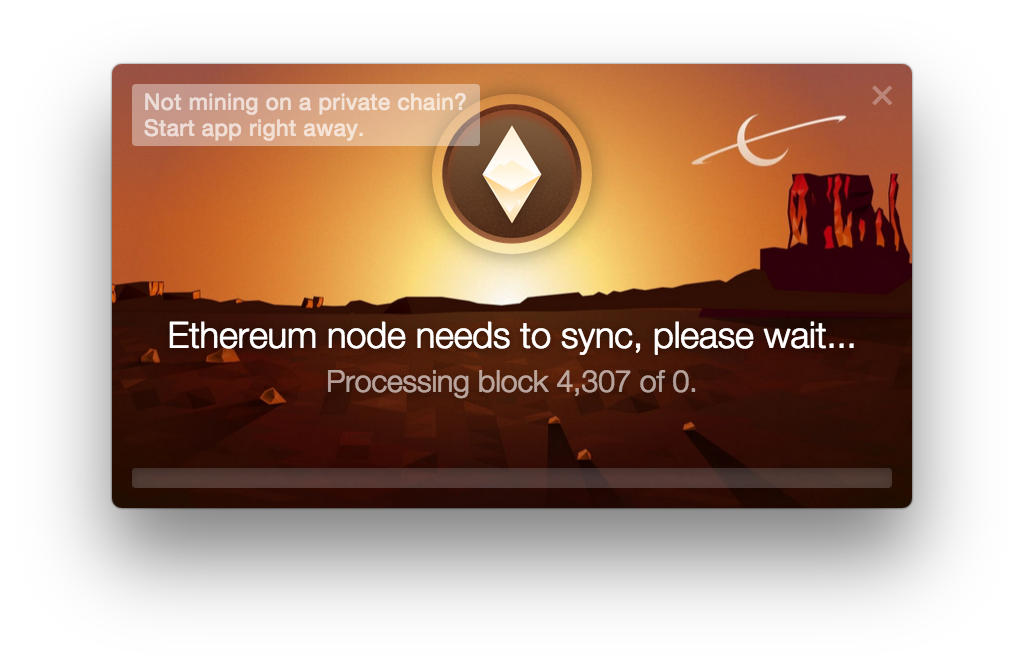 Not mining on a private chain?
Start app right away.
Ethereum node needs to sync, please wait...
Processing block 4,307 of 0.